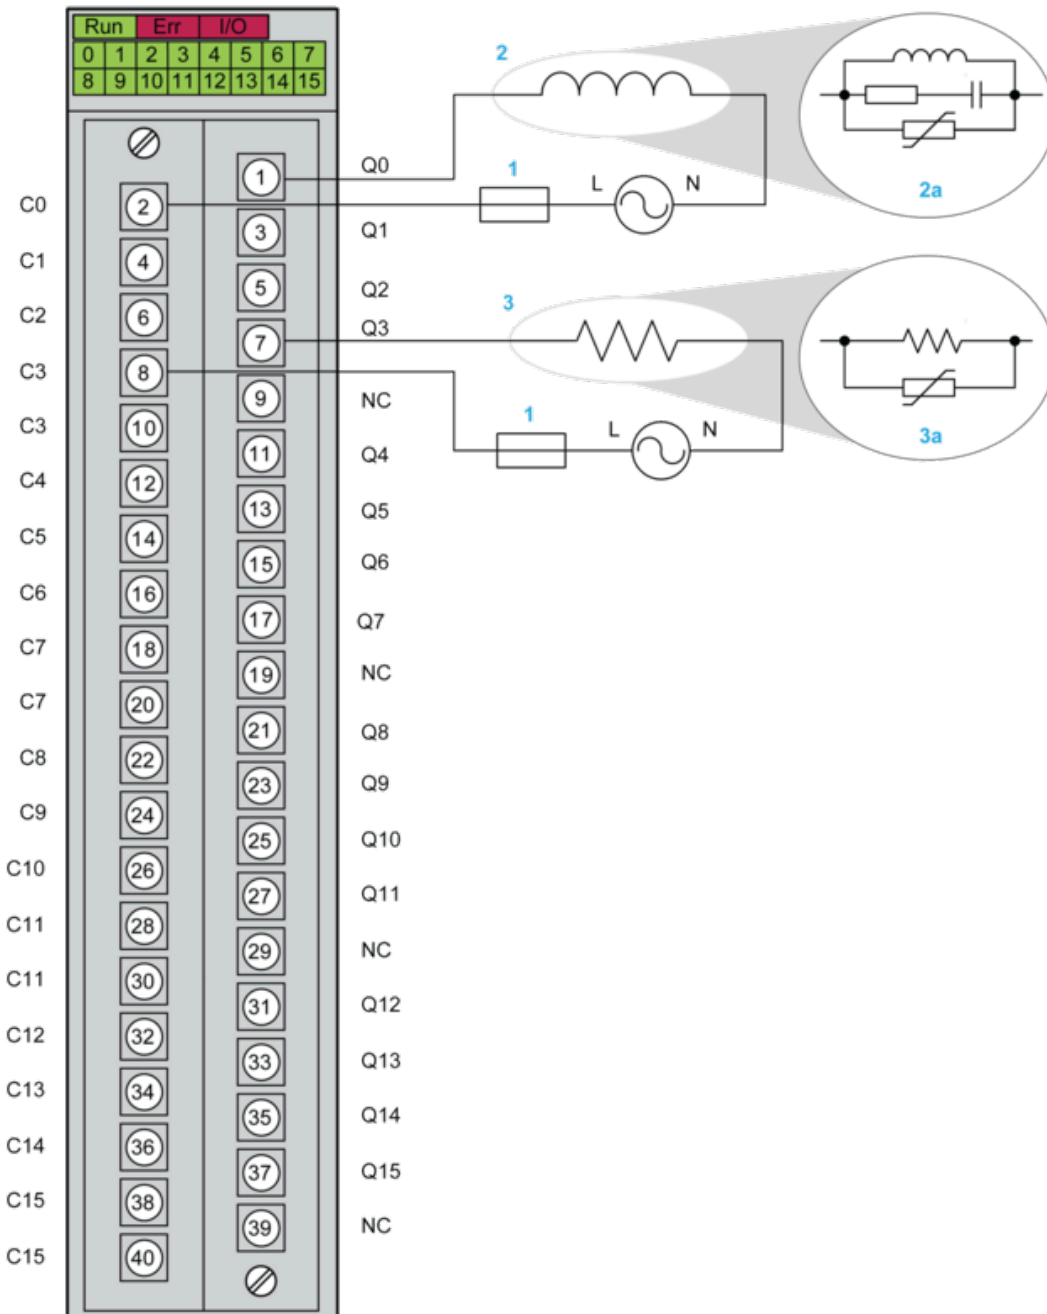 Run Err I/O
0 1 2 3 4 5 6 7
8 9 10 11 12 13 14 15
2
2a
1 Q0
1
L N
C0 2
3 Q1
C1 4
5 Q2
C2 6
7 Q3
3
3a
C3 8
9 NC
1
L N
C3 10
11 Q4
C4 12
13 Q5
C5 14
15 Q6
C6 16
17 Q7
C7 18
19 NC
C7 20
21 Q8
C8 22
23 Q9
C9 24
25 Q10
C10 26
27 Q11
C11 28
29 NC
C11 30
31 Q12
C12 32
33 Q13
C13 34
35 Q14
C14 36
37 Q15
C15 38
39 NC
C15 40